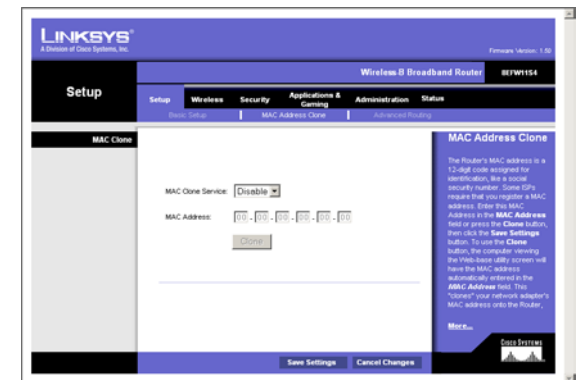 LINKSYS®
A Division of Cisco Systems, Inc.
Firmware Version: 1.50
Wireless-B Broadband Router
BEFW11S4
Setup
Setup Wireless Security Applications & Gaming Administration Status
Basic Setup MAC Address Clone Advanced Routing
MAC Clone
MAC Clone Service: Disable
MAC Address: 00 - 00 - 00 - 00 - 00 - 00
Clone
MAC Address Clone
The Router's MAC address is a
12-digit code assigned for
identification, like a social
security number. Some ISPs
require that you register a MAC
address. Enter this MAC
Address in the MAC Address
field or press the Clone button,
then click the Save Settings
button. To use the Clone
button, the computer viewing
the Web-base utility screen will
have the MAC address
automatically entered in the
MAC Address field. This
"clones" your network adapter's
MAC address onto the Router,
More...
CISCO SYSTEMS
Save Settings Cancel Changes